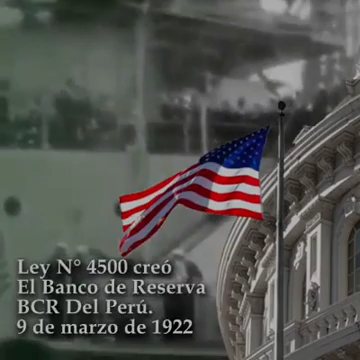 Ley N° 4500 creó
El Banco de Reserva
BCR Del Perú.
9 de marzo de 1922